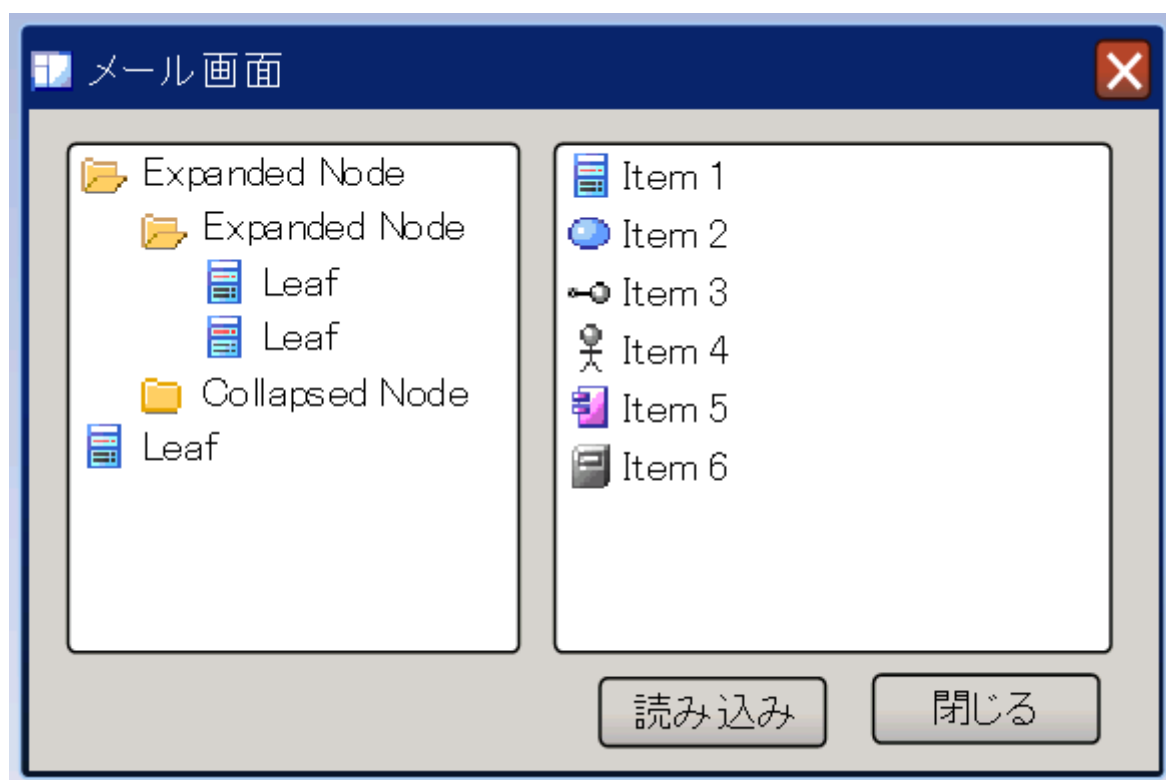 メール画面
Expanded Node
Expanded Node
Leaf
Leaf
Collapsed Node
Leaf
Item 1
Item 2
Item 3
Item 4
Item 5
Item 6
読み込み
閉じる